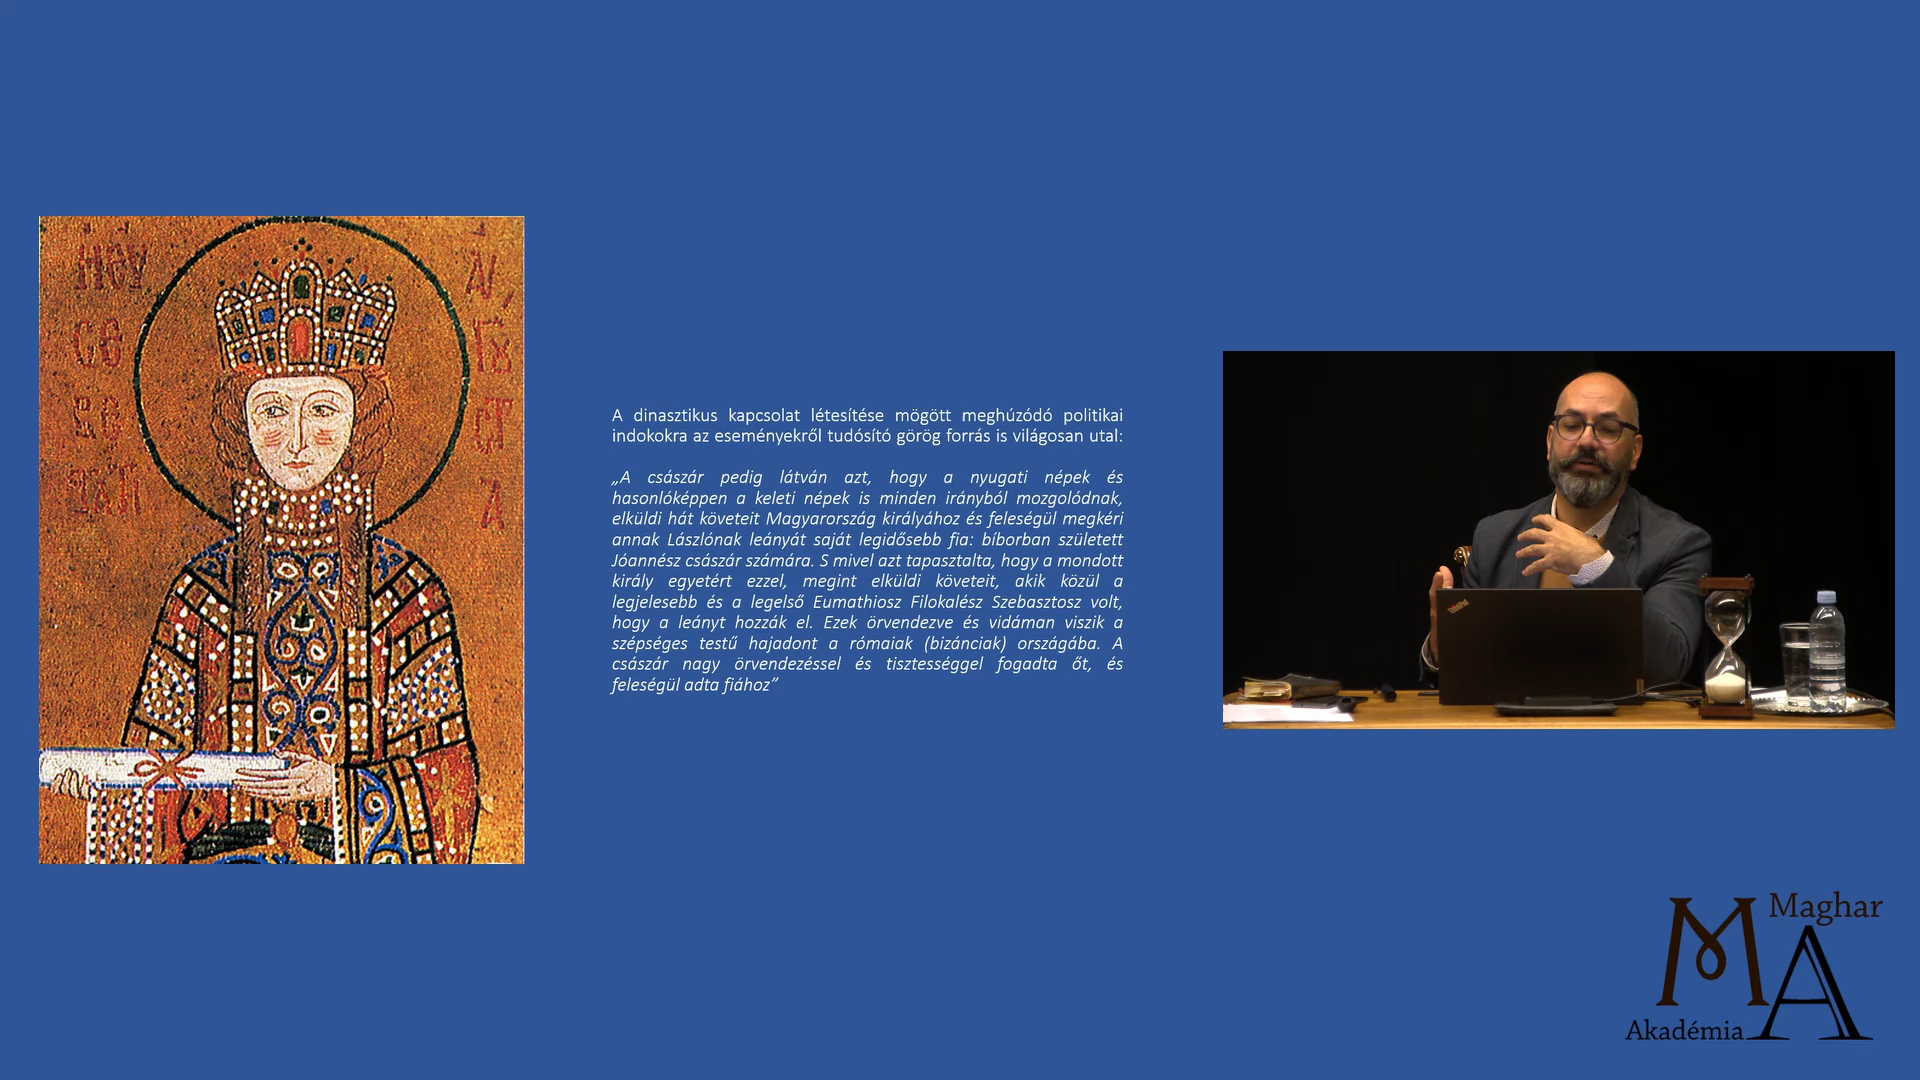 A dinasztikus kapcsolat létesítése mögött meghúzódó politikai
indokokra az eseményekről tudósító görög forrás is világosan utal:
„A császár pedig látván azt, hogy a nyugati népek és
hasonlóképpen a keleti népek is minden irányból mozgolódnak,
elküldi hát követeit Magyarország királyához és feleségül megkéri
annak Lászlónak leányát saját legidősebb fia: bíborban született
Jóannész császár számára. S mivel azt tapasztalta, hogy a mondott
király egyetért ezzel, megint elküldi követeit, akik közül a
legjelesebb és a legelső Eumathiosz Filokalész Szebasztosz volt,
hogy a leányt hozzák el. Ezek örvendezve és vidáman viszik a
szépséges testű hajadont a rómaiak (bizánciak) országába. A
császár nagy örvendezéssel és tisztességgel fogadta őt, és
feleségül adta fiához”
ThinkPad
MA
Maghar
Akadémia